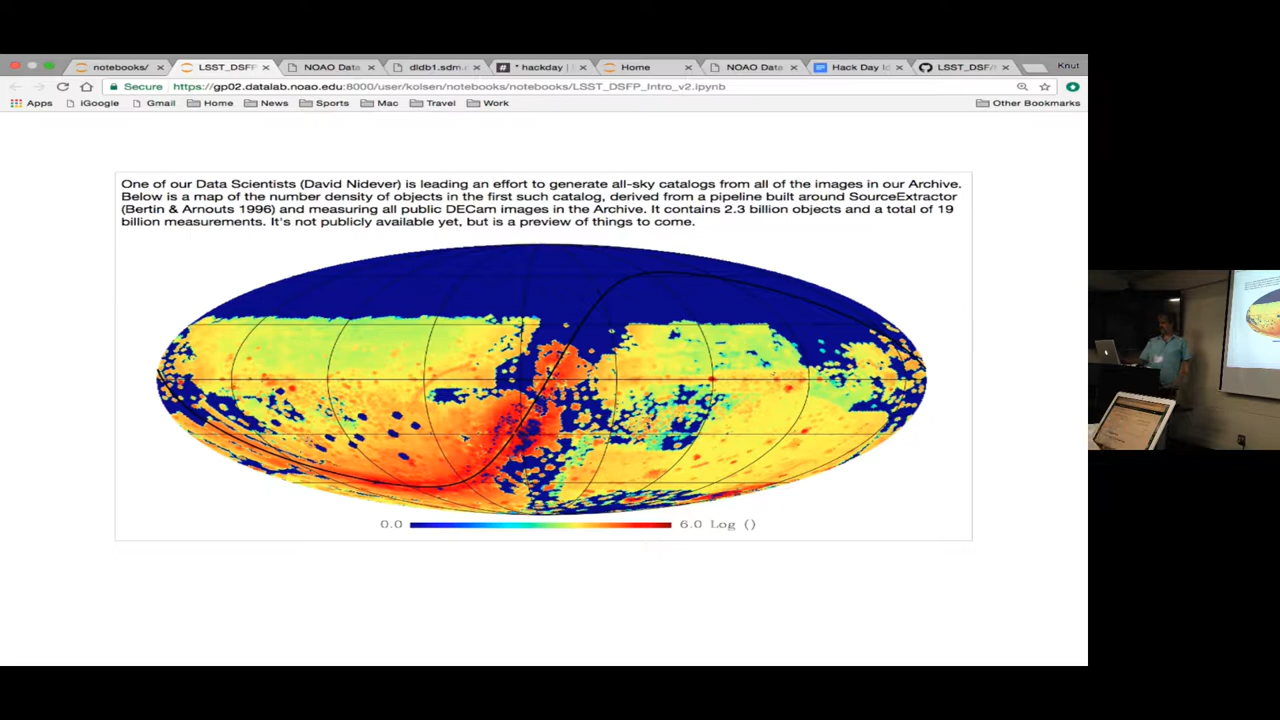 notebooks/
LSST_DSFP
NOAO Data
dldb1.sdm.
* hackday |
Home
NOAO Data
Hack Day Id
LSST_DSF
Knut
Secure
https://gp02.datalab.noao.edu:8000/user/kolsen/notebooks/notebooks/LSST_DSFP_Intro_v2.ipynb
Apps
iGoogle
Gmail
Home
News
Sports
Mac
Travel
Work
Other Bookmarks
One of our Data Scientists (David Nidever) is leading an effort to generate all-sky catalogs from all of the images in our Archive.
Below is a map of the number density of objects in the first such catalog, derived from a pipeline built around SourceExtractor
(Bertin & Arnouts 1996) and measuring all public DECam images in the Archive. It contains 2.3 billion objects and a total of 19
billion measurements. It's not publicly available yet, but is a preview of things to come.
0.0
6.0 Log ()